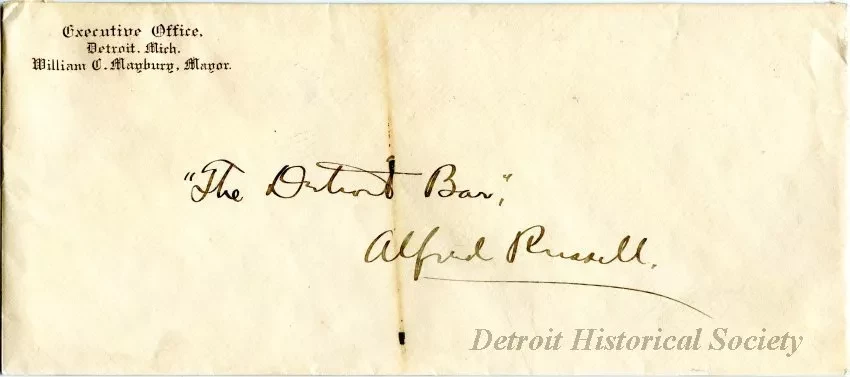 Executive Office,
Detroit, Mich.
William C. Maybury, Mayor.
"The Detroit Bar",
Alfred Russell.
Detroit Historical Society